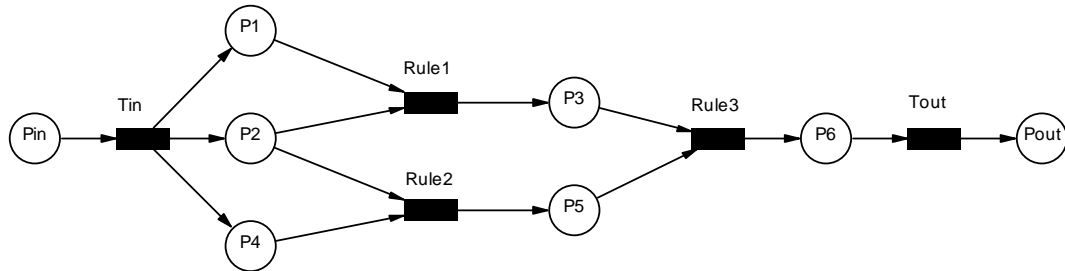 P1
Rule1
Tin
P3
Rule3
Tout
Pin
P2
P6
Pout
Rule2
P5
P4